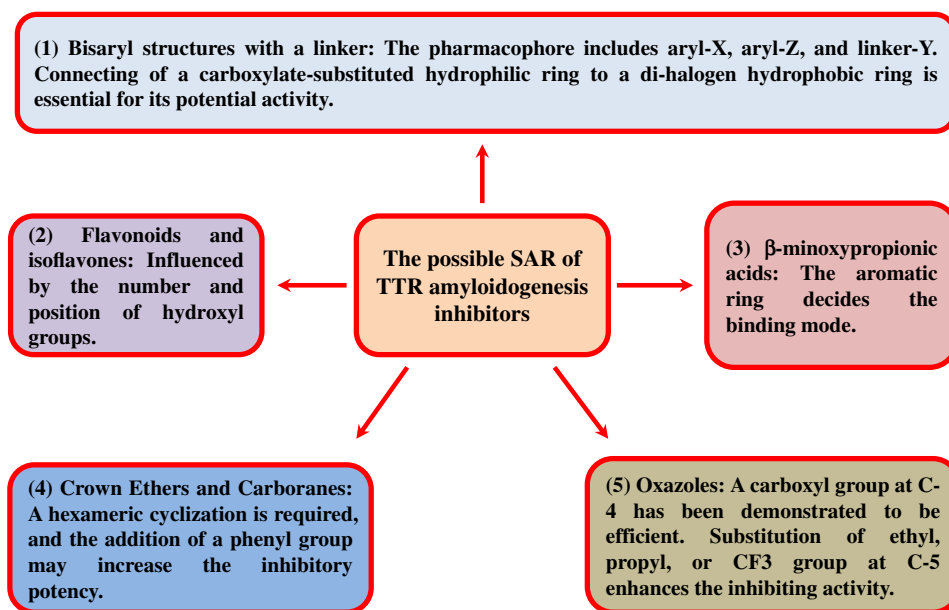 (1) Bisaryl structures with a linker: The pharmacophore includes aryl-X, aryl-Z, and linker-Y.
Connecting of a carboxylate-substituted hydrophilic ring to a di-halogen hydrophobic ring is
essential for its potential activity.
(2) Flavonoids and
isoflavones: Influenced
by the number and
position of hydroxyl
groups.
The possible SAR of
TTR amyloidogenesis
inhibitors
(3) β-minoxypropionic
acids: The aromatic
ring decides the
binding mode.
(4) Crown Ethers and Carboranes:
A hexameric cyclization is required,
and the addition of a phenyl group
may increase the inhibitory
potency.
(5) Oxazoles: A carboxyl group at C-
4 has been demonstrated to be
efficient. Substitution of ethyl,
propyl, or CF3 group at C-5
enhances the inhibiting activity.